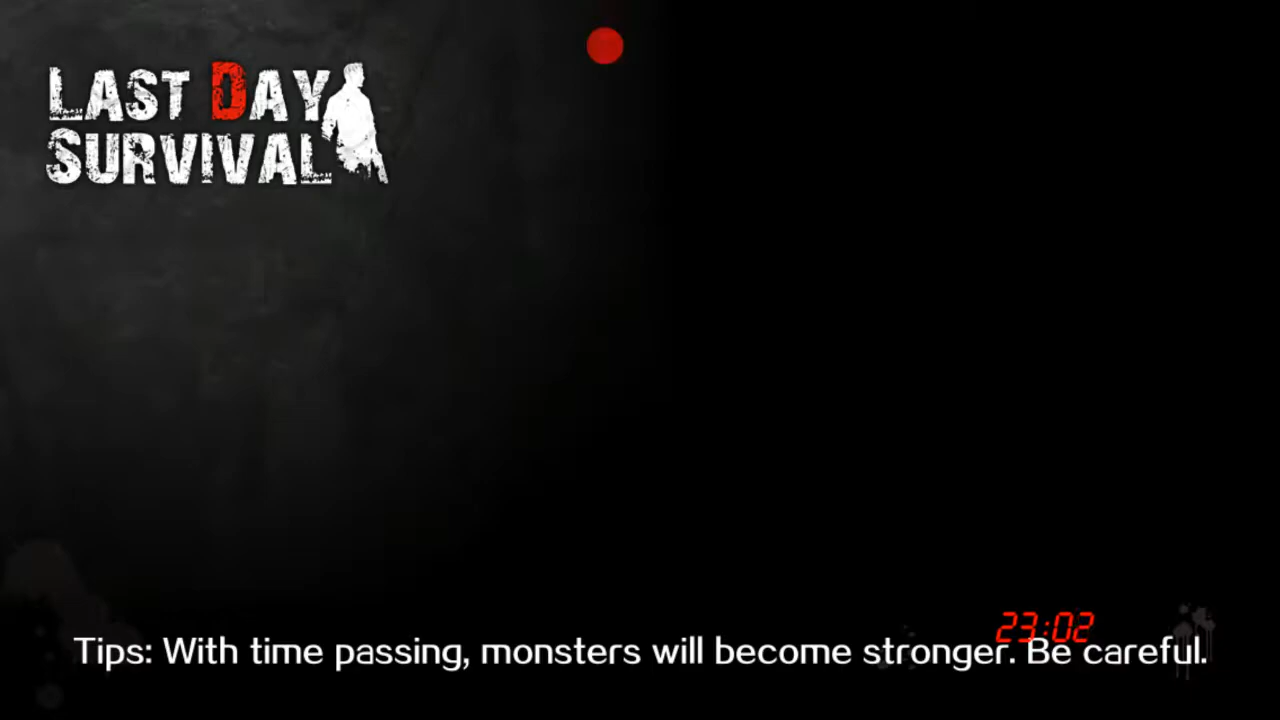 LAST DAY
SURVIVAL
23:02
Tips: With time passing, monsters will become stronger. Be careful.